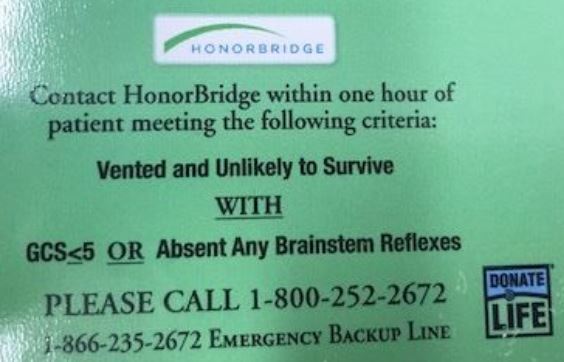 HONORBRIDGE
Contact HonorBridge within one hour of
patient meeting the following criteria:
Vented and Unlikely to Survive
WITH
GCS≤5 OR Absent Any Brainstem Reflexes
PLEASE CALL 1-800-252-2672
1-866-235-2672 EMERGENCY BACKUP LINE
DONATE
LIFE